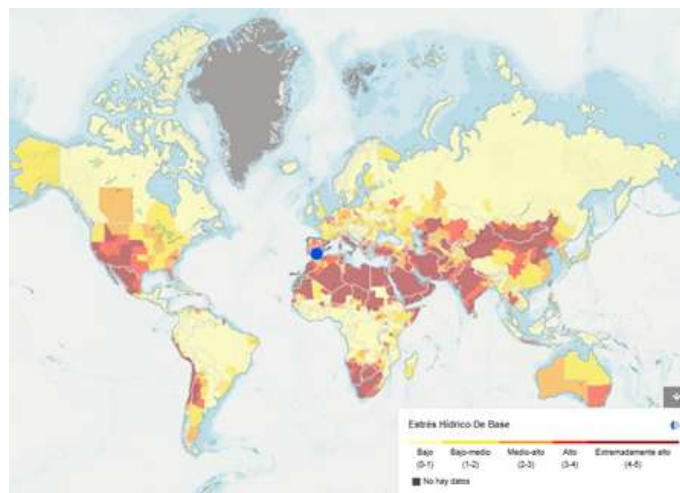 Estrés Hídrico De Base
Bajo Bajo-medio Medio-alto Alto Extremadamente alto
(0-1) (1-2) (2-3) (3-4) (4-5)
No hay datos